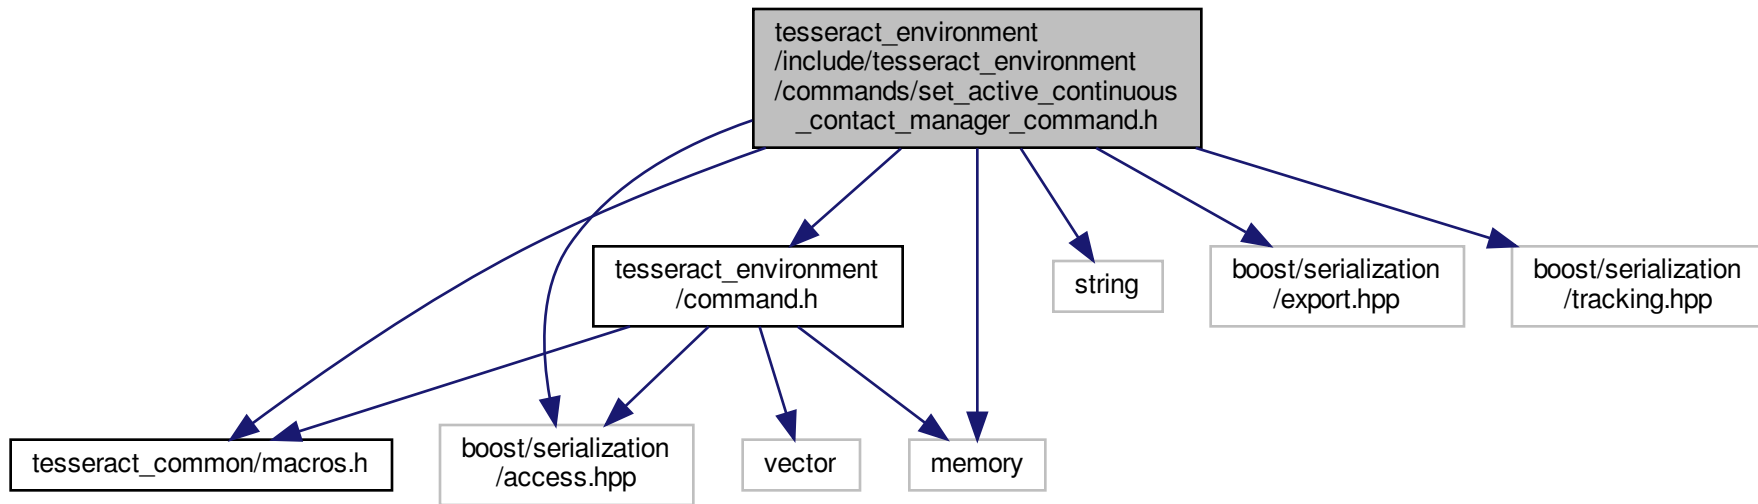 tesseract_environment
/include/tesseract_environment
/commands/set_active_continuous
_contact_manager_command.h
tesseract_environment
/command.h
string
boost/serialization
/export.hpp
boost/serialization
/tracking.hpp
tesseract_common/macros.h
boost/serialization
/access.hpp
vector
memory